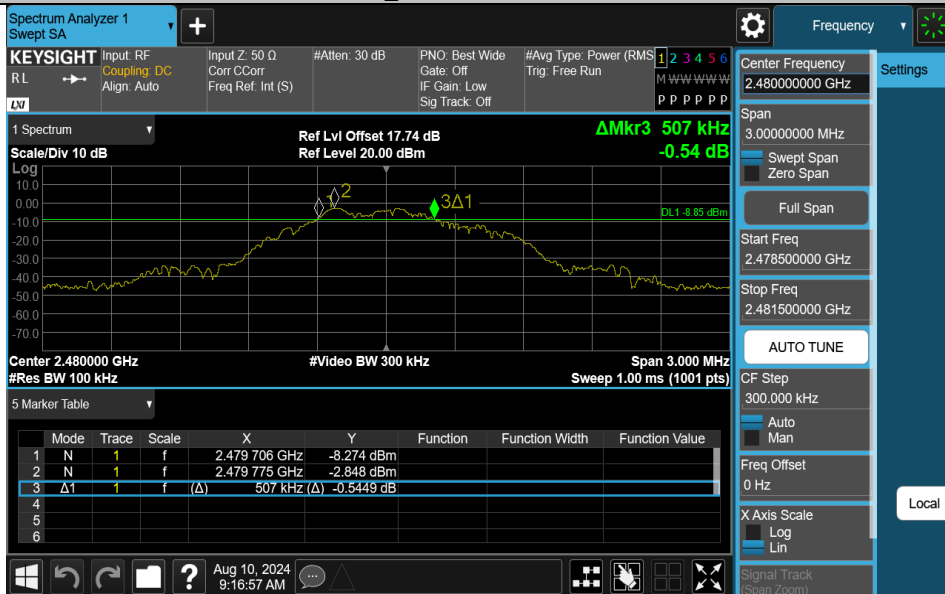 Spectrum Analyzer 1
Swept SA
+
Frequency
KEYSIGHT
RL
LXI
Input: RF
Coupling: DC
Align: Auto
Input Z: 50 Ω
Corr CCorr
Freq Ref: Int (S)
#Atten: 30 dB
PNO: Best Wide
Gate: Off
IF Gain: Low
Sig Track: Off
#Avg Type: Power (RMS
Trig: Free Run
1 2 3 4 5 6
M W W W W W
P P P P P P
1 Spectrum
Scale/Div 10 dB
Ref Lvl Offset 17.74 dB
Ref Level 20.00 dBm
ΔMkr3 507 kHz
-0.54 dB
Log
10.0
0.00
-10.0
-20.0
-30.0
-40.0
-50.0
-60.0
-70.0
1
2
3Δ1
DL1 -8.85 dBm
Center 2.480000 GHz
#Video BW 300 kHz
Span 3.000 MHz
#Res BW 100 kHz
Sweep 1.00 ms (1001 pts)
5 Marker Table
Mode Trace Scale X Y Function Function Width Function Value
1 N 1 f 2.479 706 GHz -8.274 dBm
2 N 1 f 2.479 775 GHz -2.848 dBm
3 Δ1 1 f (Δ) 507 kHz (Δ) -0.5449 dB
4
5
6
?
Aug 10, 2024
9:16:57 AM
Center Frequency
2.480000000 GHz
Span
3.00000000 MHz
Swept Span
Zero Span
Full Span
Start Freq
2.478500000 GHz
Stop Freq
2.481500000 GHz
AUTO TUNE
CF Step
300.000 kHz
Auto
Man
Freq Offset
0 Hz
X Axis Scale
Log
Lin
Signal Track
(Span Zoom)
Settings
Local